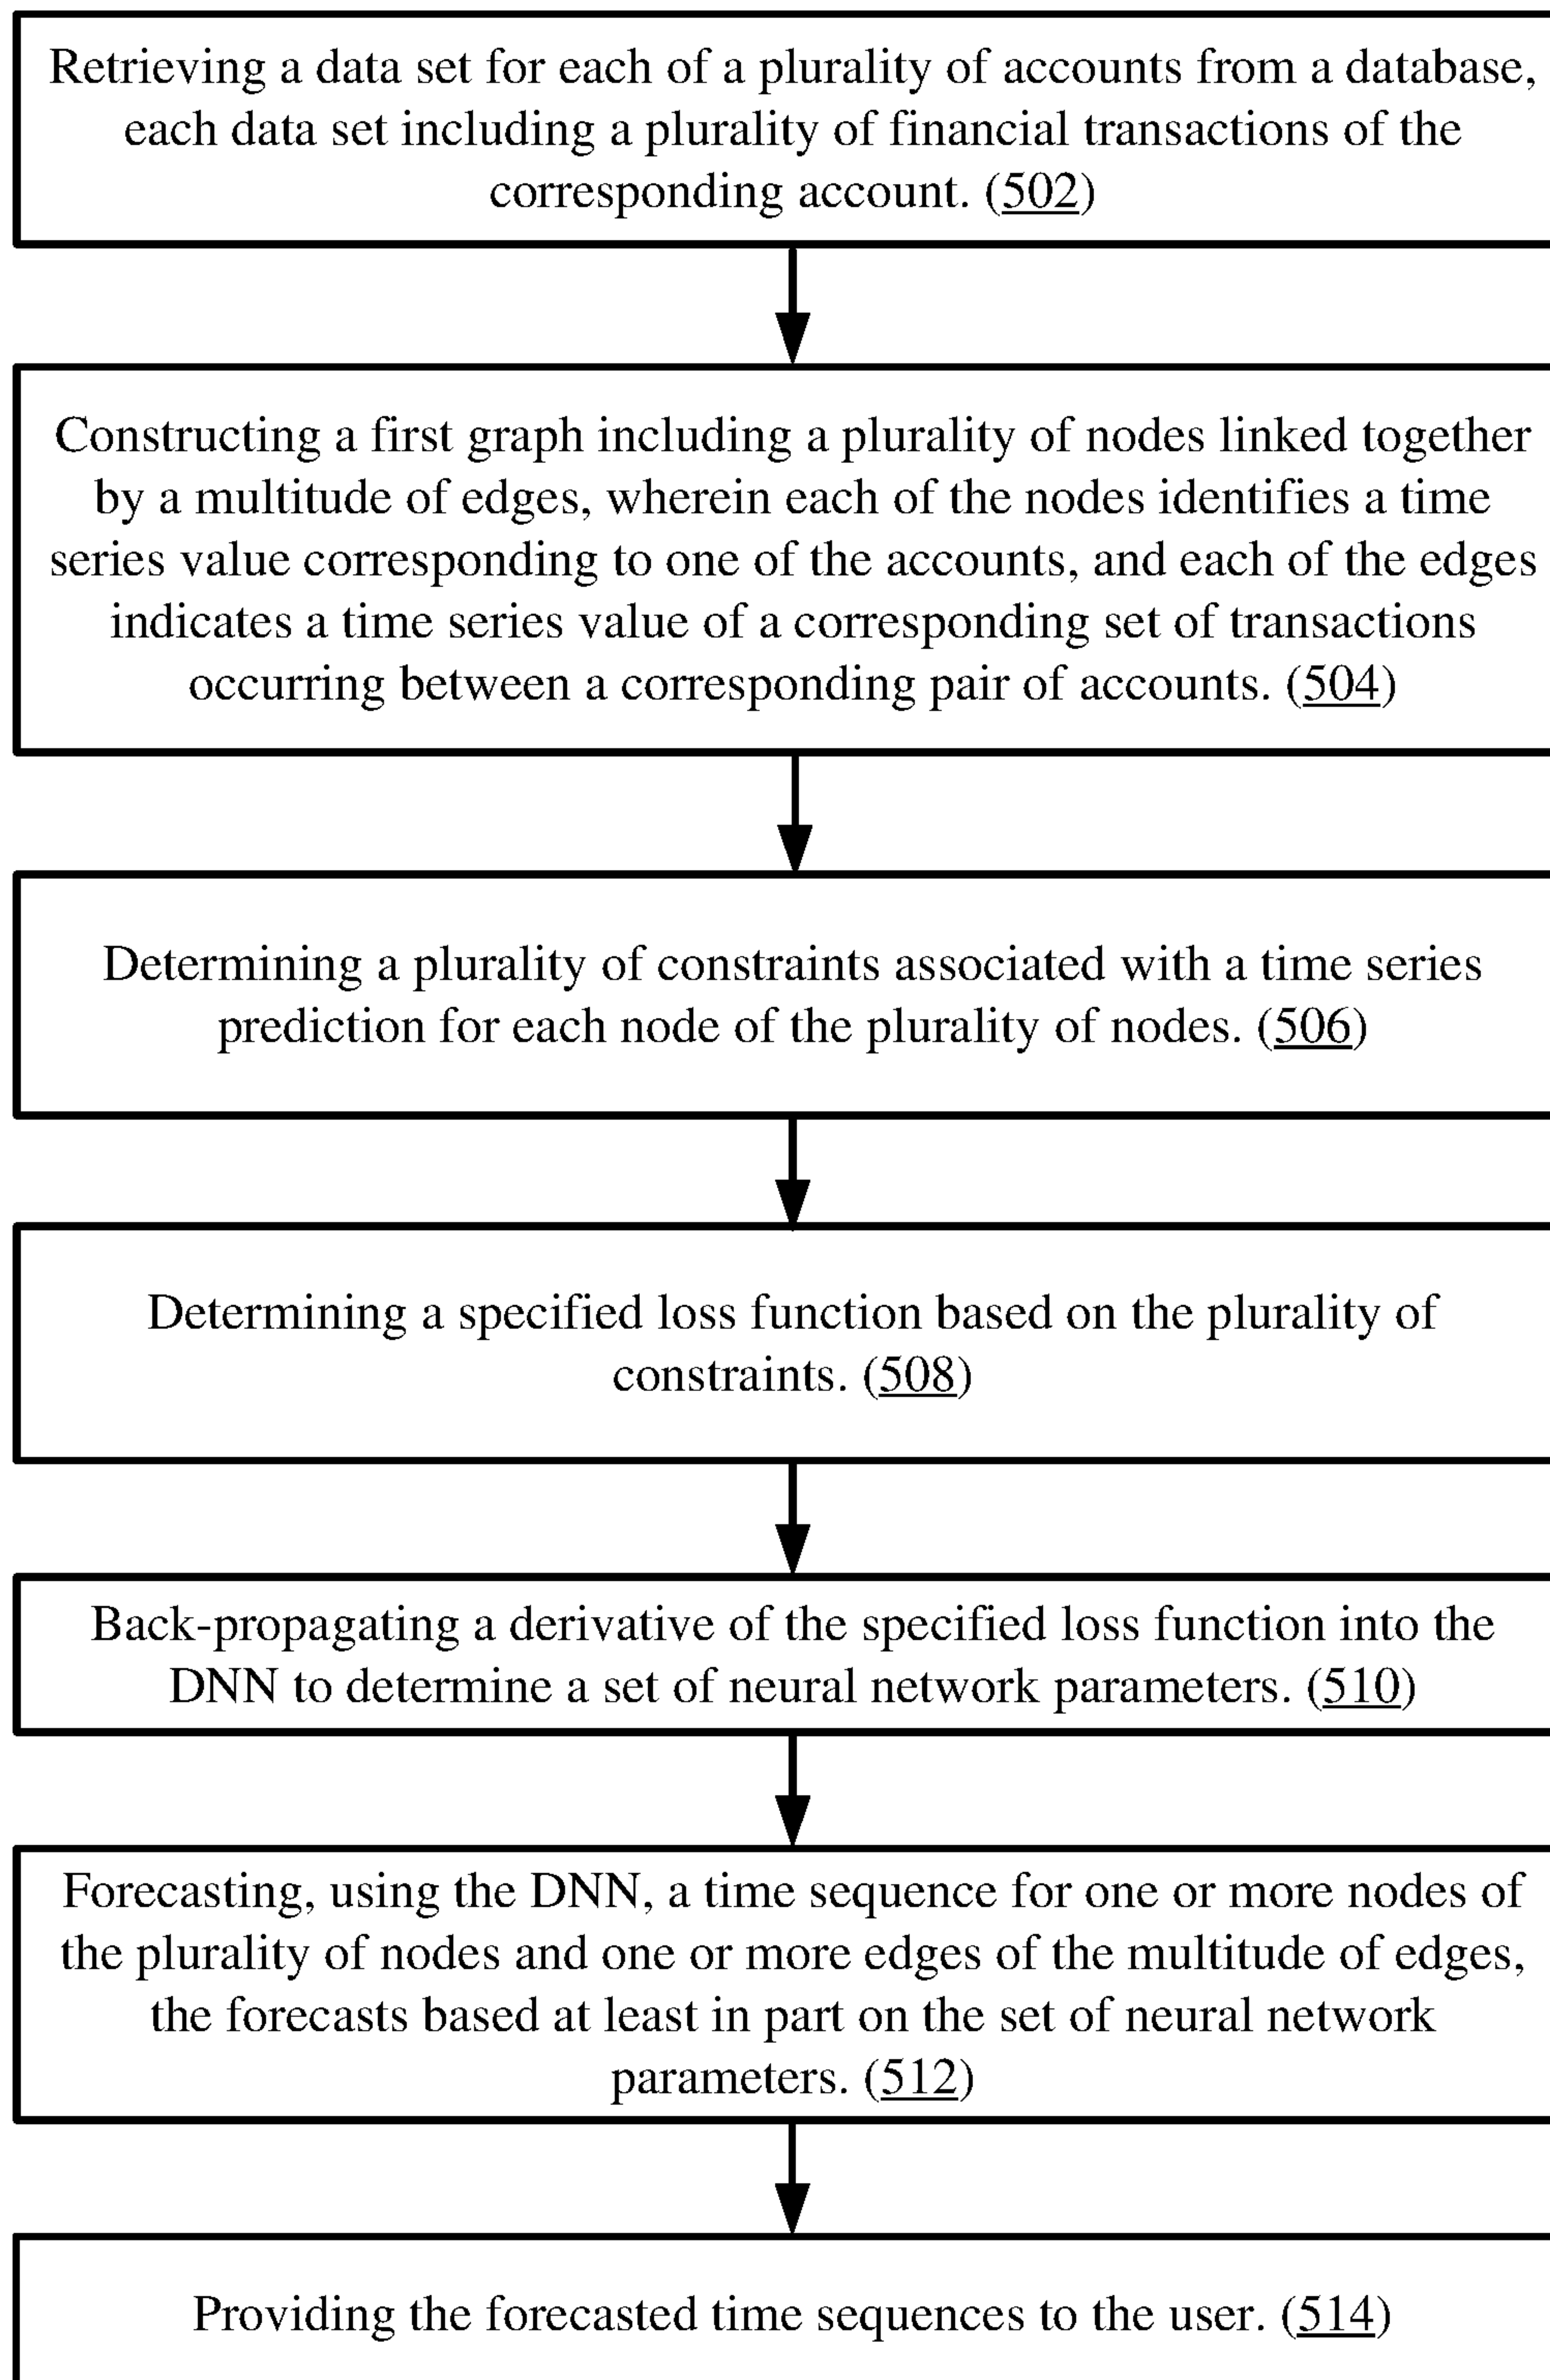 Retrieving a data set for each of a plurality of accounts from a database,
each data set including a plurality of financial transactions of the
corresponding account. (502)
Constructing a first graph including a plurality of nodes linked together
by a multitude of edges, wherein each of the nodes identifies a time
series value corresponding to one of the accounts, and each of the edges
indicates a time series value of a corresponding set of transactions
occurring between a corresponding pair of accounts. (504)
Determining a plurality of constraints associated with a time series
prediction for each node of the plurality of nodes. (506)
Determining a specified loss function based on the plurality of
constraints. (508)
Back-propagating a derivative of the specified loss function into the
DNN to determine a set of neural network parameters. (510)
Forecasting, using the DNN, a time sequence for one or more nodes of
the plurality of nodes and one or more edges of the multitude of edges,
the forecasts based at least in part on the set of neural network
parameters. (512)
Providing the forecasted time sequences to the user. (514)